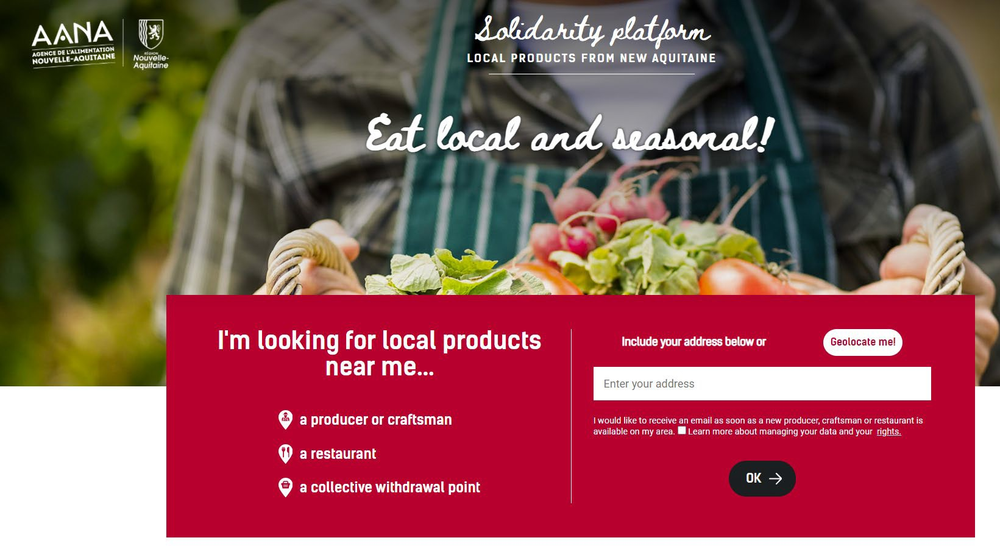 AANA
AGENCE DE L'ALIMENTATION
NOUVELLE-AQUITAINE
RÉGION
Nouvelle-
Aquitaine
Solidarity platform
LOCAL PRODUCTS FROM NEW AQUITAINE
Eat local and seasonal!
I'm looking for local products
near me...
a producer or craftsman
a restaurant
a collective withdrawal point
Include your address below or
Geolocate me!
Enter your address
I would like to receive an email as soon as a new producer, craftsman or restaurant is
available on my area. Learn more about managing your data and your rights.
OK